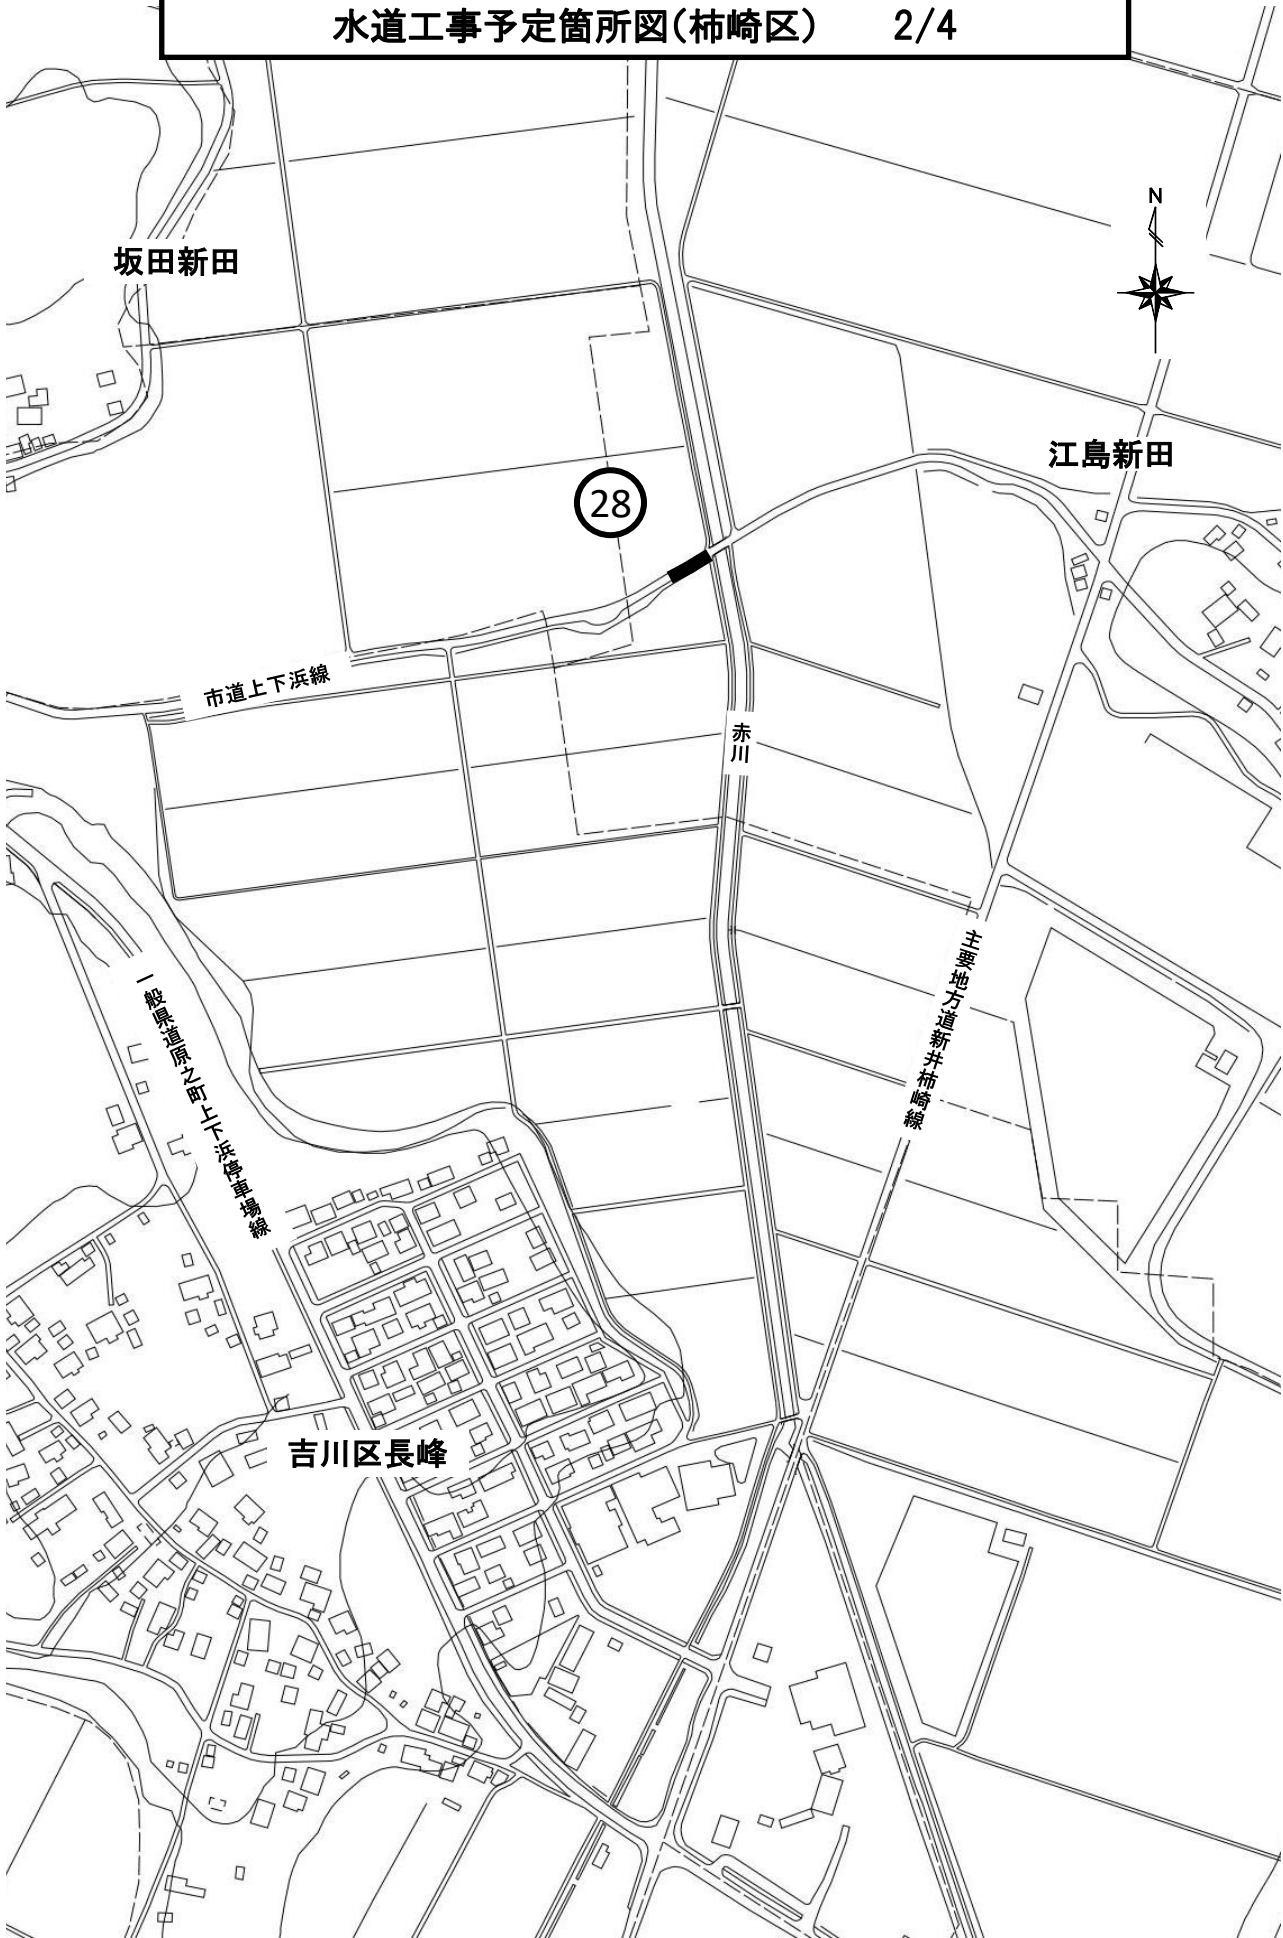 水道工事予定箇所図(柿崎区) 2/4
N
坂田新田
江島新田
28
市道上下浜線
赤川
主要地方道新井柿崎線
一般県道原之町上下浜停車場線
吉川区長峰